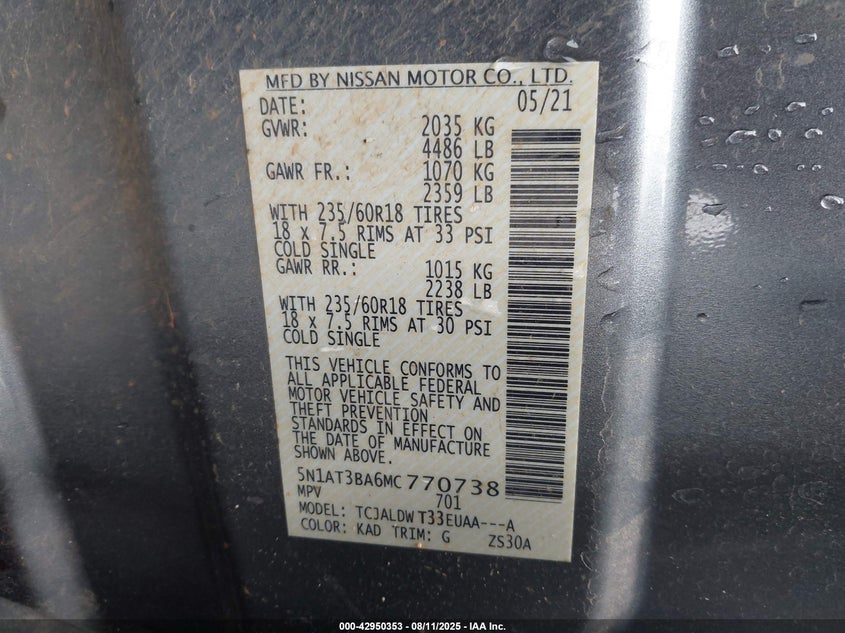 MFD BY NISSAN MOTOR CO., LTD.
DATE: 05/21
GVWR: 2035 KG
4486 LB
GAWR FR.: 1070 KG
2359 LB
WITH 235/60R18 TIRES
18 x 7.5 RIMS AT 33 PSI
COLD SINGLE
GAWR RR.: 1015 KG
2238 LB
WITH 235/60R18 TIRES
18 x 7.5 RIMS AT 30 PSI
COLD SINGLE
THIS VEHICLE CONFORMS TO
ALL APPLICABLE FEDERAL
MOTOR VEHICLE SAFETY AND
THEFT PREVENTION
STANDARDS IN EFFECT ON
THE DATE OF MANUFACTURE
SHOWN ABOVE.
5N1AT3BA6MC770738
MPV 701
MODEL: TCJALDW T33EUAA---A
COLOR: KAD TRIM: G ZS30A
000-42950353 - 08/11/2025 - IAA Inc.